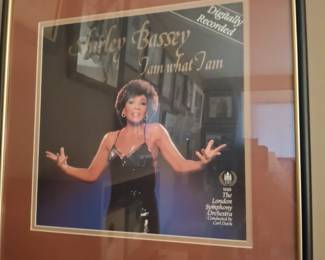 Digitally
Recorded
Shirley Bassey
I am what I am
With
The
London
Symphony
Orchestra
Conducted by
Carl Davis